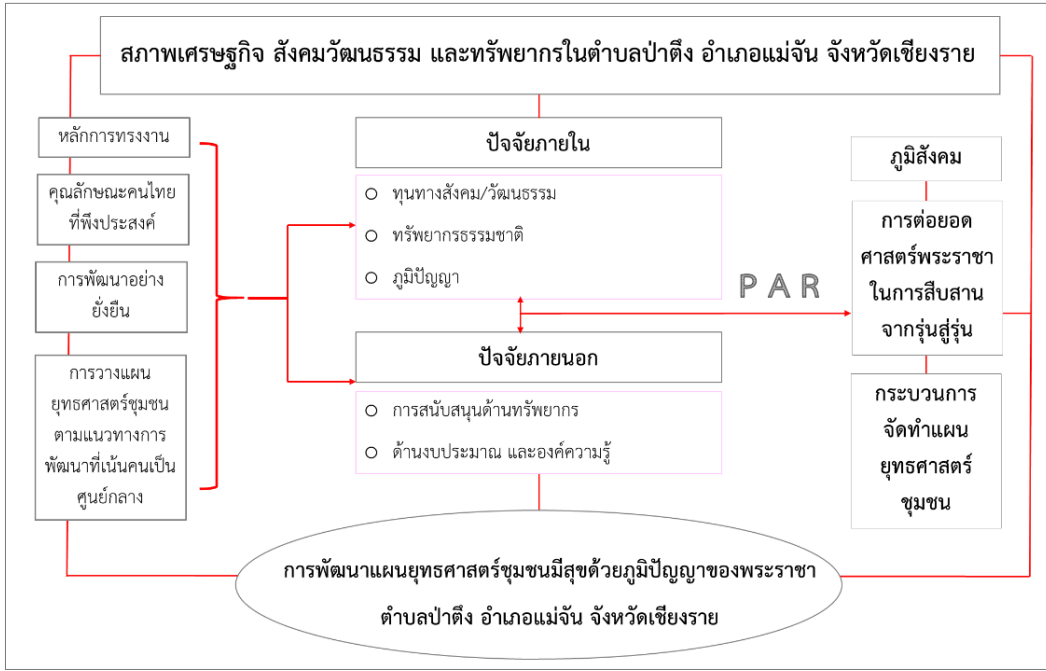 สภาพเศรษฐกิจ สังคมวัฒนธรรม และทรัพยากรในตำบลป่าตึง อำเภอแม่จัน จังหวัดเชียงราย
หลักการทรงงาน
คุณลักษณะคนไทย
ที่พึงประสงค์
การพัฒนาอย่าง
ยั่งยืน
การวางแผน
ยุทธศาสตร์ชุมชน
ตามแนวทางการ
พัฒนาที่เน้นคนเป็น
ศูนย์กลาง
ปัจจัยภายใน
ทุนทางสังคม/วัฒนธรรม
ทรัพยากรธรรมชาติ
ภูมิปัญญา
ปัจจัยภายนอก
การสนับสนุนด้านทรัพยากร
ด้านงบประมาณ และองค์ความรู้
P A R
ภูมิสังคม
การต่อยอด
ศาสตร์พระราชา
ในการสืบสาน
จากรุ่นสู่รุ่น
กระบวนการ
จัดทำแผน
ยุทธศาสตร์
ชุมชน
การพัฒนาแผนยุทธศาสตร์ชุมชนมีสุขด้วยภูมิปัญญาของพระราชา
ตำบลป่าตึง อำเภอแม่จัน จังหวัดเชียงราย